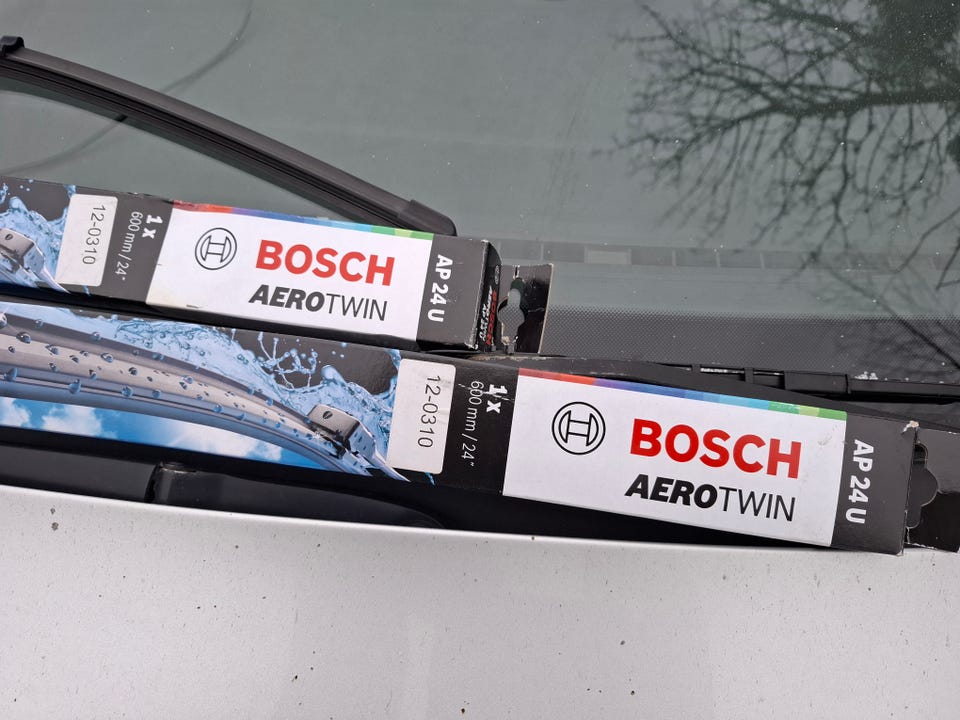 12-0310
1 x
600 mm / 24"
BOSCH
AEROTWIN
AP 24 U
12-0310
1 x
600 mm / 24"
BOSCH
AEROTWIN
AP 24 U